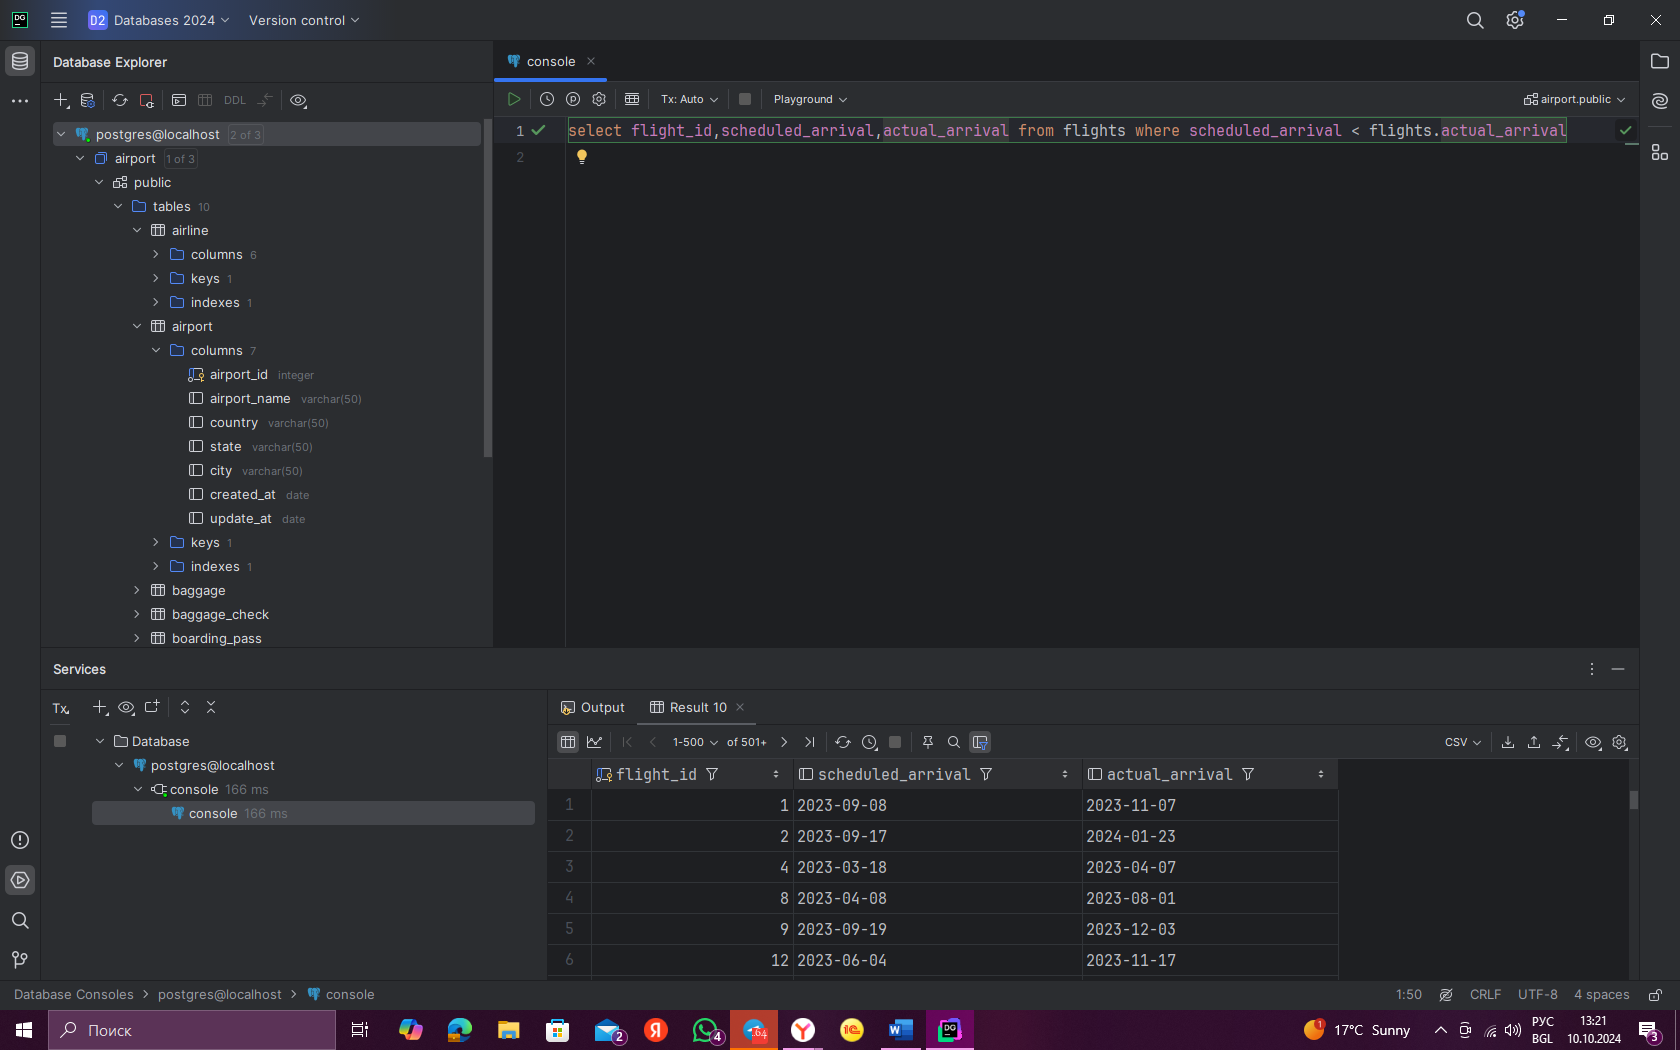 DG D2 Databases 2024 Version control
Database Explorer
console
DDL
Tx: Auto Playground airport.public
postgres@localhost 2 of 3
airport 1 of 3
public
tables 10
airline
columns 6
keys 1
indexes 1
airport
columns 7
airport_id integer
airport_name varchar(50)
country varchar(50)
state varchar(50)
city varchar(50)
created_at date
update_at date
keys 1
indexes 1
baggage
baggage_check
boarding_pass
1 select flight_id,scheduled_arrival,actual_arrival from flights where scheduled_arrival < flights.actual_arrival
2
Services
Tx
Database
postgres@localhost
console 166 ms
console 166 ms
Output Result 10
1-500 of 501+ CSV
flight_id scheduled_arrival actual_arrival
1 1 2023-09-08 2023-11-07
2 2 2023-09-17 2024-01-23
3 4 2023-03-18 2023-04-07
4 8 2023-04-08 2023-08-01
5 9 2023-09-19 2023-12-03
6 12 2023-06-04 2023-11-17
Database Consoles > postgres@localhost > console 1:50 CRLF UTF-8 4 spaces
Поиск 2 Я 4 64 Y 1С W DG 1 17°C Sunny РУС 13:21
BGL 10.10.2024 3